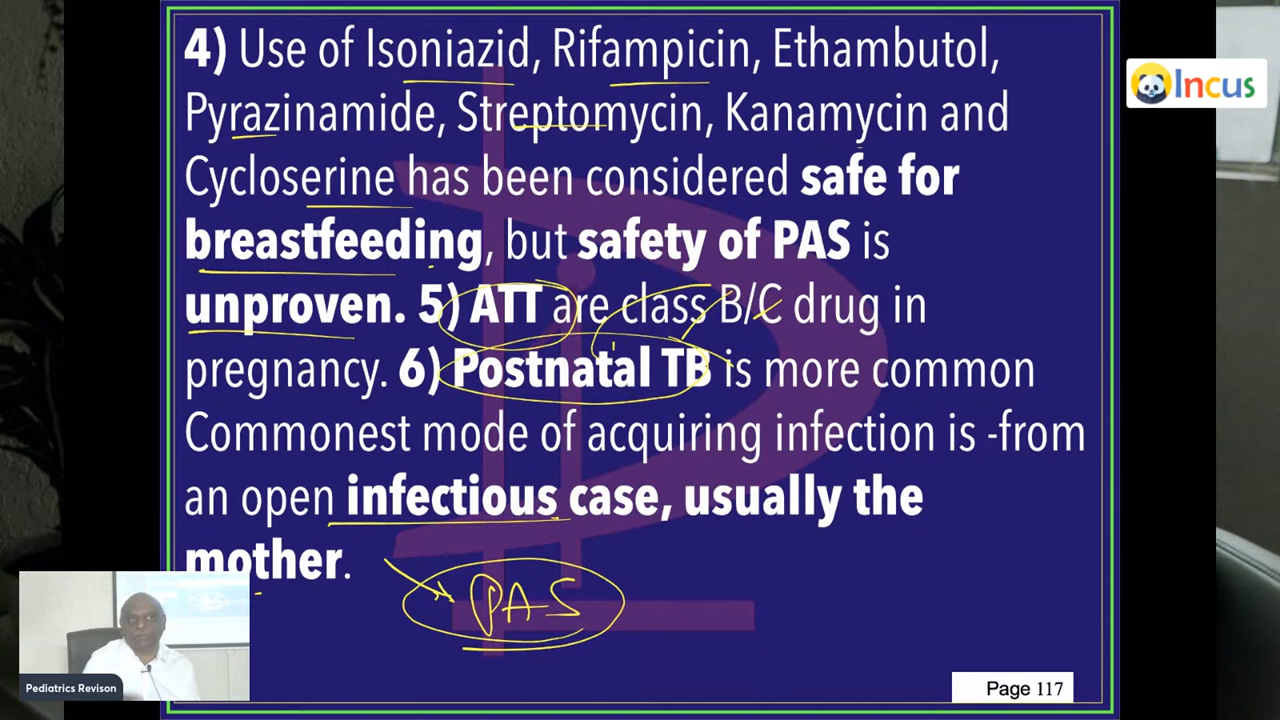 4) Use of Isoniazid, Rifampicin, Ethambutol,
Pyrazinamide, Streptomycin, Kanamycin and
Cycloserine has been considered safe for
breastfeeding, but safety of PAS is
unproven. 5) ATT are class B/C drug in
pregnancy. 6) Postnatal TB is more common
Commonest mode of acquiring infection is -from
an open infectious case, usually the
mother.
PAS
Incus
Pediatrics Revison
Page 117